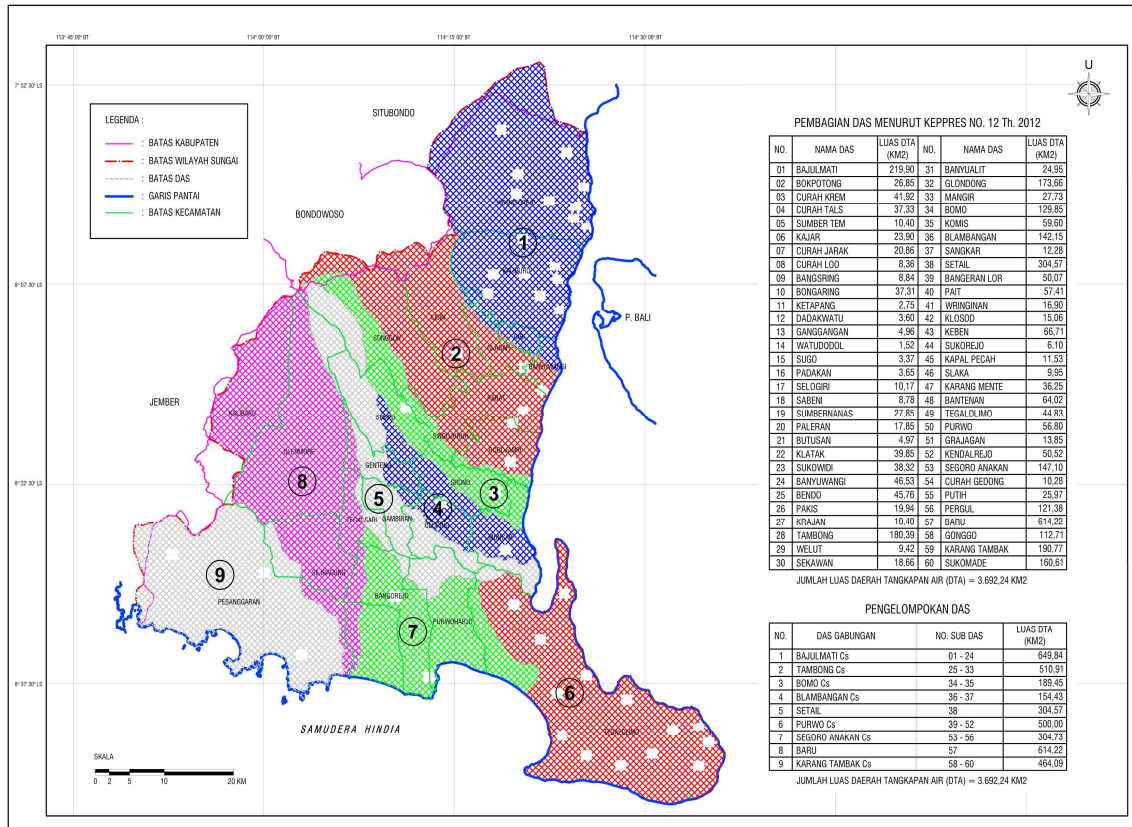 113° 45' 00" BT
114° 00' 00" BT
114° 15' 00" BT
114° 30' 00" BT
7° 52' 30" LS
8° 07' 30" LS
8° 22' 30" LS
8° 37' 30" LS
U
LEGENDA :
: BATAS KABUPATEN
: BATAS WILAYAH SUNGAI
: BATAS DAS
: GARIS PANTAI
: BATAS KECAMATAN
SITUBONDO
BONDOWOSO
JEMBER
P. BALI
SAMUDERA HINDIA
1
2
3
4
5
6
7
8
9
LICIN
SONGGON
KABAT
SINGOJURUH
ROGOJAMPI
SRONO
GENTENG
GAMBIRAN
TEGALSARI
KALIBARU
GLENMORE
SILIRAGUNG
PESANGGARAN
BANGOREJO
PURWOHARJO
TEGALDLIMO
SKALA
0 2 5 10 20 KM
PEMBAGIAN DAS MENURUT KEPPRES NO. 12 Th. 2012
NO. NAMA DAS LUAS DTA (KM2) NO. NAMA DAS LUAS DTA (KM2)
01 BAJULMATI 219,90 31 BANYUALIT 24,95
02 BOKPOTONG 26,85 32 GLONDONG 173,66
03 CURAH KREM 41,92 33 MANGIR 27,73
04 CURAH TALS 37,33 34 BOMO 129,85
05 SUMBER TEM 10,40 35 KOMIS 59,60
06 KAJAR 23,90 36 BLAMBANGAN 142,15
07 CURAH JARAK 20,86 37 SANGKAR 12,28
08 CURAH LOO 8,36 38 SETAIL 304,57
09 BANGSRING 8,84 39 BANGERAN LOR 50,07
10 BONGARING 37,31 40 PAIT 57,41
11 KETAPANG 2,75 41 WRINGINAN 16,90
12 DADAKWATU 3,60 42 KLOSOD 15,06
13 GANGGANGAN 4,96 43 KEBEN 66,71
14 WATUDODOL 1,52 44 SUKOREJO 6,10
15 SUGO 3,37 45 KAPAL PECAH 11,53
16 PADAKAN 3,65 46 SLAKA 9,95
17 SELOGIRI 10,17 47 KARANG MENTE 36,25
18 SABENI 8,78 48 BANTENAN 64,02
19 SUMBERNANAS 27,85 49 TEGALDLIMO 44,83
20 PALERAN 17,85 50 PURWO 56,80
21 BUTUSAN 4,97 51 GRAJAGAN 13,85
22 KLATAK 39,85 52 KENDALREJO 50,52
23 SUKOWIDI 38,32 53 SEGORO ANAKAN 147,10
24 BANYUWANGI 46,53 54 CURAH GEDONG 10,28
25 BENDO 45,76 55 PUTIH 25,97
26 PAKIS 19,94 56 PERGUL 121,38
27 KRAJAN 10,40 57 BARU 614,22
28 TAMBONG 180,39 58 GONGGO 112,71
29 WELUT 9,42 59 KARANG TAMBAK 190,77
30 SEKAWAN 18,66 60 SUKOMADE 160,61
JUMLAH LUAS DAERAH TANGKAPAN AIR (DTA) = 3.692,24 KM2
PENGELOMPOKAN DAS
NO. DAS GABUNGAN NO. SUB DAS LUAS DTA (KM2)
1 BAJULMATI Cs 01 - 24 649,84
2 TAMBONG Cs 25 - 33 510,91
3 BOMO Cs 34 - 35 189,45
4 BLAMBANGAN Cs 36 - 37 154,43
5 SETAIL 38 304,57
6 PURWO Cs 39 - 52 500,00
7 SEGORO ANAKAN Cs 53 - 56 304,73
8 BARU 57 614,22
9 KARANG TAMBAK Cs 58 - 60 464,09
JUMLAH LUAS DAERAH TANGKAPAN AIR (DTA) = 3.692,24 KM2